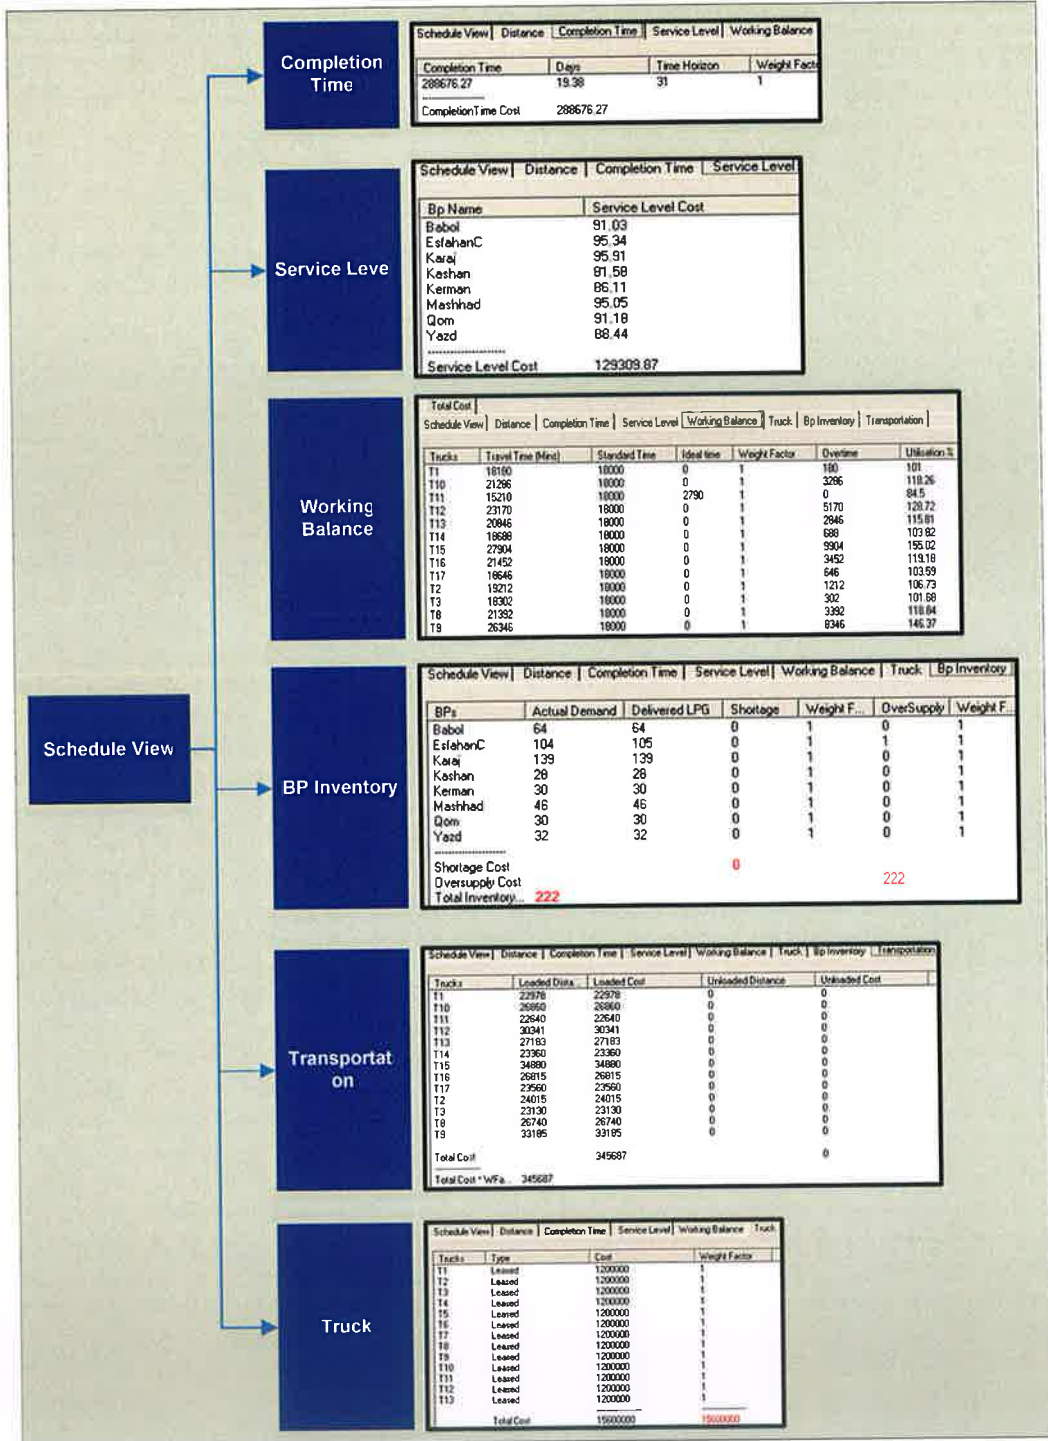 Completion
Time
Schedule View Distance Completion Time Service Level Working Balance
Completion Time Days Time Horizon Weight Facto
288676.27 19.38 31 1
CompletionTime Cost 288676.27
Service Leve
Schedule View Distance Completion Time Service Level
Bp Name Service Level Cost
Babol 91.03
EsfahanC 95.34
Karaj 95.91
Kashan 91.58
Kerman 86.11
Mashhad 95.05
Qom 91.18
Yazd 88.44
Service Level Cost 129309.87
Working
Balance
Total Cost
Schedule View Distance Completion Time Service Level Working Balance Truck Bp Inventory Transportation
Trucks Travel Time (Mins) Standard Time Ideal time Weight Factor Overtime Utilisation %
T1 18180 18000 0 1 180 101
T10 21286 18000 0 1 3286 118.26
T11 15210 18000 2790 1 0 84.5
T12 23170 18000 0 1 5170 128.72
T13 20846 18000 0 1 2846 115.81
T14 18688 18000 0 1 688 103.82
T15 27904 18000 0 1 9904 155.02
T16 21452 18000 0 1 3452 119.18
T17 18646 18000 0 1 646 103.59
T2 19212 18000 0 1 1212 106.73
T3 18302 18000 0 1 302 101.68
T8 21392 18000 0 1 3392 118.84
T9 26346 18000 0 1 8346 146.37
Schedule View
BP Inventory
Schedule View Distance Completion Time Service Level Working Balance Truck Bp Inventory
BPs Actual Demand Delivered LPG Shortage Weight F... OverSupply Weight F...
Babol 64 64 0 1 0 1
EsfahanC 104 105 0 1 1 1
Karaj 139 139 0 1 0 1
Kashan 28 28 0 1 0 1
Kerman 30 30 0 1 0 1
Mashhad 46 46 0 1 0 1
Qom 30 30 0 1 0 1
Yazd 32 32 0 1 0 1
Shortage Cost 0
Oversupply Cost 222
Total Inventory... 222
Transportat
on
Schedule View Distance Completion Time Service Level Working Balance Truck Bp Inventory Transportation
Trucks Loaded Dista... Loaded Cost Unloaded Distance Unloaded Cost
T1 22978 22978 0 0
T10 26860 26860 0 0
T11 22640 22640 0 0
T12 30341 30341 0 0
T13 27183 27183 0 0
T14 23360 23360 0 0
T15 34880 34880 0 0
T16 26815 26815 0 0
T17 23560 23560 0 0
T2 24015 24015 0 0
T3 23130 23130 0 0
T8 26740 26740 0 0
T9 33185 33185 0 0
Total Cost 345687 0
Total Cost * WFa... 345687
Truck
Schedule View Distance Completion Time Service Level Working Balance Truck
Trucks Type Cost Weight Factor
T1 Leased 1200000 1
T2 Leased 1200000 1
T3 Leased 1200000 1
T4 Leased 1200000 1
T5 Leased 1200000 1
T6 Leased 1200000 1
T7 Leased 1200000 1
T8 Leased 1200000 1
T9 Leased 1200000 1
T10 Leased 1200000 1
T11 Leased 1200000 1
T12 Leased 1200000 1
T13 Leased 1200000 1
Total Cost 15600000 15600000